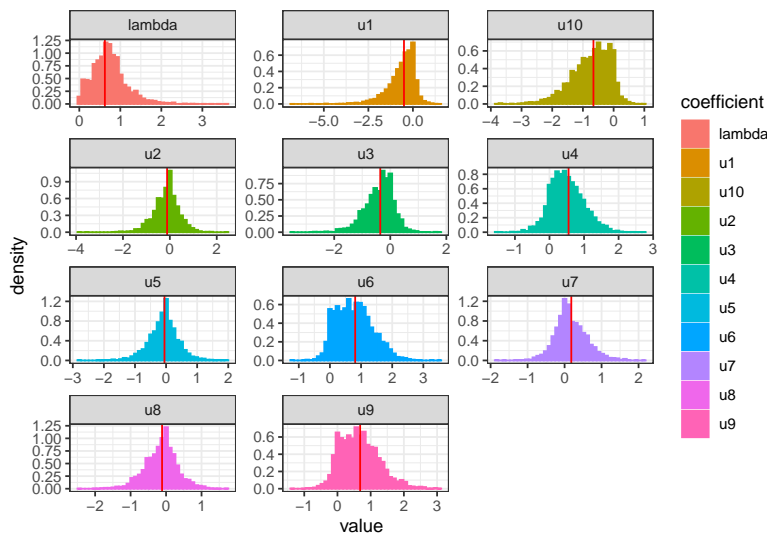 lambda u1 u10
1.25
1.00
0.75
0.50
0.25
0.00
0 1 2 3
0.6
0.4
0.2
0.0
−5.0 0.0
0.6
0.4
0.2
0.0
−4 −3 −2 −1 0 1
u2 u3 u4
0.9
0.6
0.3
0.0
−4 −2 0 2
0.75
0.50
0.25
0.00
−2 0 2
0.8
0.6
0.4
0.2
0.0
−1 0 1 2 3
u5 u6 u7
1.2
0.8
0.4
0.0
−3 −2 −1 0 1 2
0.6
0.4
0.2
0.0
−1 0 1 2 3
1.2
0.8
0.4
0.0
−2 −1 0 1 2
u8 u9
1.25
1.00
0.75
0.50
0.25
0.00
−2 −1 0 1
0.6
0.4
0.2
0.0
−1 0 1 2 3
density
value
coefficient
lambda
u1
u10
u2
u3
u4
u5
u6
u7
u8
u9